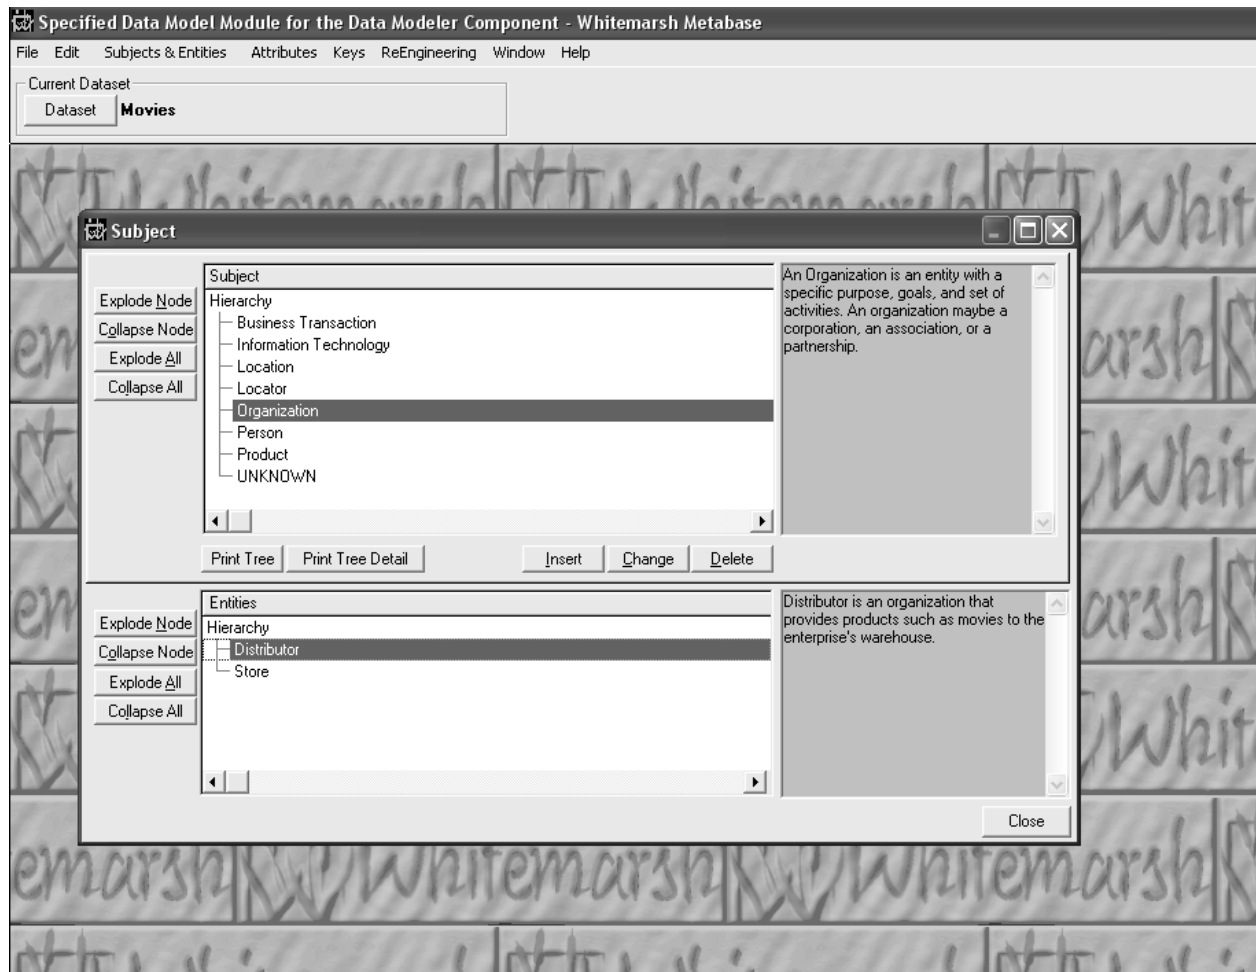 Specified Data Model Module for the Data Modeler Component - Whitemarsh Metabase
File Edit Subjects & Entities Attributes Keys ReEngineering Window Help
Current Dataset
Dataset Movies
Subject
Subject
Explode Node
Collapse Node
Explode All
Collapse All
Hierarchy
Business Transaction
Information Technology
Location
Locator
Organization
Person
Product
UNKNOWN
An Organization is an entity with a
specific purpose, goals, and set of
activities. An organization maybe a
corporation, an association, or a
partnership.
Print Tree Print Tree Detail Insert Change Delete
Entities
Explode Node
Collapse Node
Explode All
Collapse All
Hierarchy
Distributor
Store
Distributor is an organization that
provides products such as movies to the
enterprise's warehouse.
Close
Whitemarsh